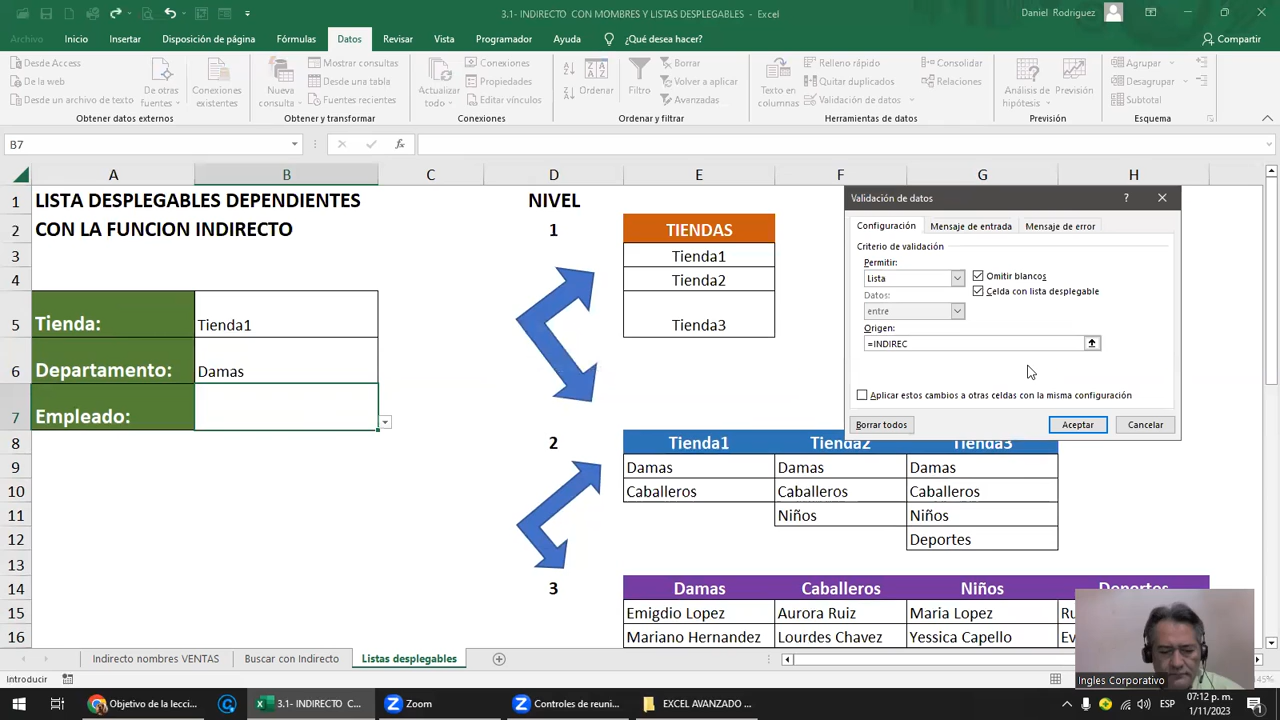 3.1- INDIRECTO  CON MOMBRES Y LISTAS DESPLEGABLES - Excel
Daniel Rodriguez
Archivo Inicio Insertar Disposición de página Fórmulas Datos Revisar Vista Programador Ayuda ¿Qué desea hacer? Compartir
Desde Access
De la web
Desde un archivo de texto
De otras fuentes
Conexiones existentes
Obtener datos externos
Nueva consulta
Mostrar consultas
Desde una tabla
Fuentes recientes
Obtener y transformar
Actualizar todo
Conexiones
Propiedades
Editar vínculos
Conexiones
Ordenar
Filtro
Borrar
Volver a aplicar
Avanzadas
Ordenar y filtrar
Texto en columnas
Relleno rápido
Quitar duplicados
Validación de datos
Consolidar
Relaciones
Herramientas de datos
Análisis de hipótesis
Previsión
Previsión
Agrupar
Desagrupar
Subtotal
Esquema
B7
A B C D E F G H
1 LISTA DESPLEGABLES DEPENDIENTES NIVEL
2 CON LA FUNCION INDIRECTO 1 TIENDAS
3 Tienda1
4 Tienda2
5 Tienda: Tienda1 Tienda3
6 Departamento: Damas
7 Empleado:
8 2 Tienda1 Tienda2 Tienda3
9 Damas Damas Damas
10 Caballeros Caballeros Caballeros
11 Niños Niños
12 Deportes
13
14 3 Damas Caballeros Niños Deportes
15 Emigdio Lopez Aurora Ruiz Maria Lopez
16 Mariano Hernandez Lourdes Chavez Yessica Capello
Validación de datos
Configuración Mensaje de entrada Mensaje de error
Criterio de validación
Permitir:
Lista
Omitir blancos
Celda con lista desplegable
Datos:
entre
Origen:
=INDIREC
Aplicar estos cambios a otras celdas con la misma configuración
Borrar todos Aceptar Cancelar
Ingles Corporativo
Indirecto nombres VENTAS Buscar con Indirecto Listas desplegables
Introducir
Objetivo de la lecci...
3.1- INDIRECTO C...
Zoom
Controles de reuni...
EXCEL AVANZADO ...
ESP
07:12 p. m.
1/11/2023